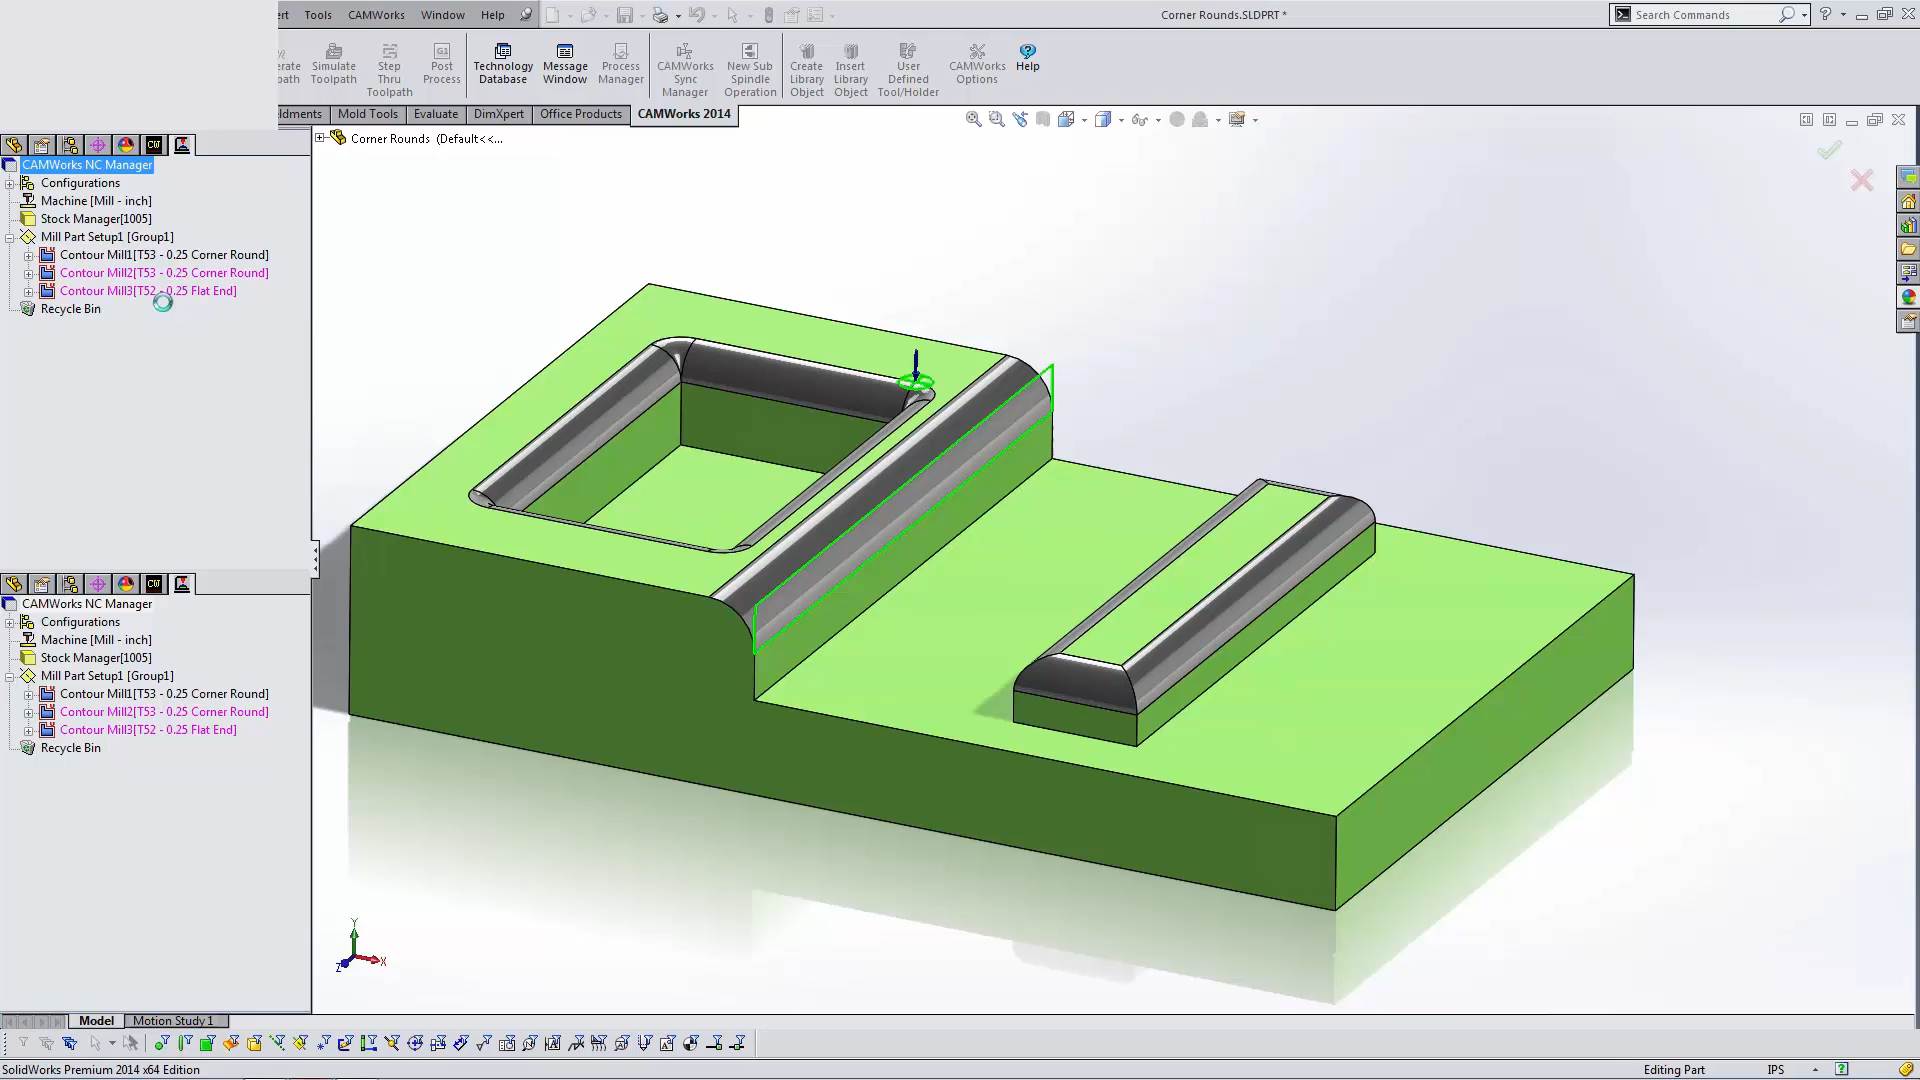 ert Tools CAMWorks Window Help
Corner Rounds.SLDPRT *
Search Commands
erate path
Simulate Toolpath
Step Thru Toolpath
G1
Post Process
Technology Database
Message Window
Process Manager
CAMWorks Sync Manager
New Sub Spindle Operation
Create Library Object
Insert Library Object
User Defined Tool/Holder
CAMWorks Options
Help
ldments Mold Tools Evaluate DimXpert Office Products CAMWorks 2014
Corner Rounds (Default<<...
CW
CAMWorks NC Manager
Configurations
Machine [Mill - inch]
Stock Manager[1005]
Mill Part Setup1 [Group1]
Contour Mill1[T53 - 0.25 Corner Round]
Contour Mill2[T53 - 0.25 Corner Round]
Contour Mill3[T52 - 0.25 Flat End]
Recycle Bin
CW
CAMWorks NC Manager
Configurations
Machine [Mill - inch]
Stock Manager[1005]
Mill Part Setup1 [Group1]
Contour Mill1[T53 - 0.25 Corner Round]
Contour Mill2[T53 - 0.25 Corner Round]
Contour Mill3[T52 - 0.25 Flat End]
Recycle Bin
Y
X
Z
Model Motion Study 1
SolidWorks Premium 2014 x64 Edition
Editing Part
IPS